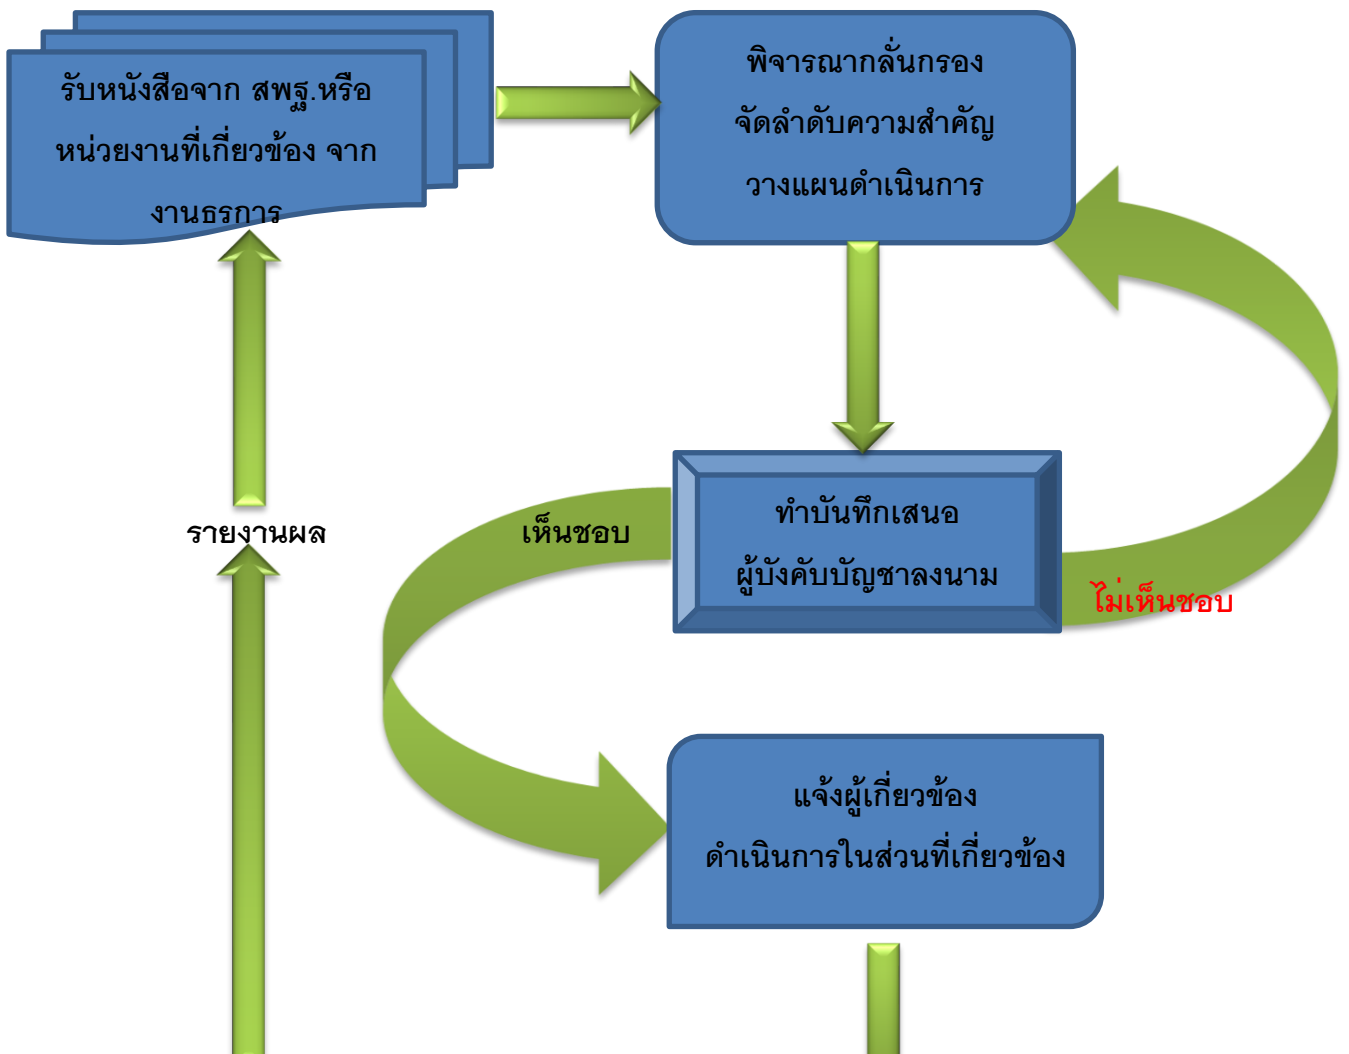 รับหนังสือจาก สพฐ.หรือ
หน่วยงานที่เกี่ยวข้อง จาก
งานธุรการ
พิจารณากลั่นกรอง
จัดลำดับความสำคัญ
วางแผนดำเนินการ
ทำบันทึกเสนอ
ผู้บังคับบัญชาลงนาม
เห็นชอบ
ไม่เห็นชอบ
รายงานผล
แจ้งผู้เกี่ยวข้อง
ดำเนินการในส่วนที่เกี่ยวข้อง